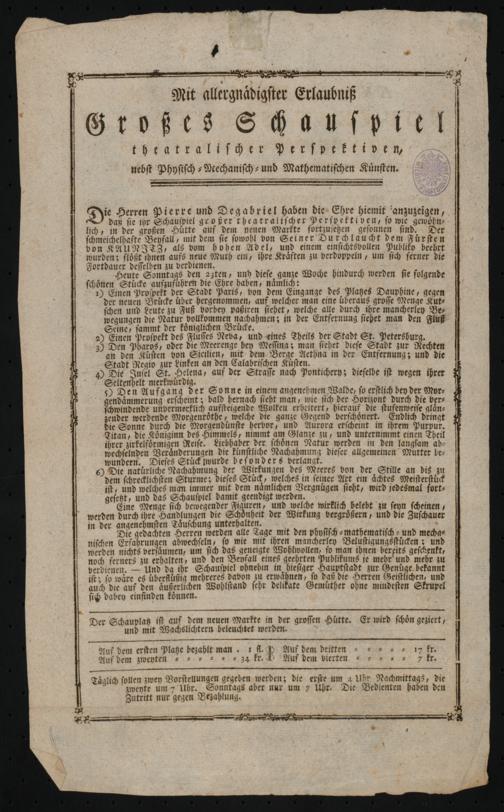 Mit allergnädigster Erlaubniß
Großes Schauspiel
theatralischer Perspektiven,
nebst Physisch-Mechanisch-und Mathematischen Künsten.
Die Herren Pierre und Degabriel haben die Ehre hiemit anzuzeigen,
daß sie ihr Schauspiel großer theatralischer Perspektiven, so wie gewöhn-
lich, in der großen Hütte auf dem neuen Markte fortzuziehen gesonnen sind. Der
schmeichelhafte Beyfall, mit dem sie sowohl von Seiner Durchlaucht dem Fürsten
von KAUNITZ, als vom hohen Adel, und einem einsichtsvollen Publiko beehrt
wurden; flößt ihnen aufs neue Muth ein, ihre Kräften zu verdoppeln, um sich ferner die
Fortdauer desselben zu verdienen.
Heute Sonntags den 22ten, und diese ganze Woche hindurch werden sie folgende
schönen Stücke aufzuführen die Ehre haben, nämlich:
1) Einen Prospekt der Stadt Paris, von dem Eingange des Platzes Dauphine, gegen
der neuen Brücke über hergenommen, auf welcher man eine überaus grosse Menge Kut-
schen und Leute zu Fuß vorbey pasiren siehet, welche alle durch ihre mancherley Be-
wegungen die Natur vollkommen nachahmen; in der Entfernung siehet man den Fluß
Seine, sammt der königlichen Brücke.
2) Einen Prospekt des Flusses Neva, und eines Theils der Stadt St. Petersburg.
3) Den Pharos, oder die Meerenge bey Messina; man siehet diese Stadt zur Rechten
an den Küsten von Sicilien, mit dem Berge Aethna in der Entfernung; und die
Stadt Regio zur Linken an den Calabrischen Küsten.
4) Die Insel St. Helena, auf der Strasse nach Pontichery; dieselbe ist wegen ihrer
Seltenheit merkwürdig.
5) Den Aufgang der Sonne in einem angenehmen Walde, so erstlich bey der Mor-
gendämmerung erscheint; bald hernach sieht man, wie sich der Horizont durch die ver-
schwindende unvermerklich aufsteigende Wolken erheitert, hierauf die stufenweise glän-
zender werdende Morgenröthe, welche die ganze Gegend verschönert. Endlich dringt
die Sonne durch die Morgendünste hervor, und Aurora erscheint in ihrem Purpur.
Titan, die Königinn des Himmels, nimmt am Glanze zu, und unternimmt einen Theil
ihrer zirkelförmigen Reise. Liebhaber der schönen Natur werden in den langsam ab-
wechselnden Veränderungen die künstliche Nachahmung dieser allgemeinen Mutter be-
wundern. Dieses Stück wurde besonders verlangt.
6) Die natürliche Nachahmung der Wirkungen des Meeres von der Stille an bis zu
dem schrecklichsten Sturme; dieses Stück, welches in seiner Art ein ächtes Meisterstück
ist, und welches man immer mit dem nämlichen Vergnügen sieht, wird jedesmal fort-
gesetzt, und das Schauspiel damit geendigt werden.
Eine Menge sich bewegender Figuren, und welche wirklich belebt zu seyn scheinen,
werden durch ihre Handlungen die Schönheit der Wirkung vergrössern, und die Zuschauer
in der angenehmsten Täuschung unterhalten.
Die gedachten Herren werden alle Tage mit den physisch-mathematisch- und mecha-
nischen Erfahrungen abwechseln, so wie mit ihren mancherley Belustigungsstücken; und
werden nichts versäumen, um sich das geneigte Wohlwollen, so man ihnen bereits geschenkt,
noch ferners zu erhalten, und den Beyfall eines geehrten Publikums je mehr und mehr zu
verdienen. — Und da ihr Schauspiel ohnehin in hiesiger Hauptstadt zur Genüge bekannt
ist; so wäre es überflüßig mehreres davon zu erwähnen, so daß die Herren Geistlichen, und
auch die auf den äußerlichen Wohlstand sehr delikate Gemüther ohne mindesten Skrupel
sich dabey einfinden können.
Der Schauplatz ist auf dem neuen Markte in der grossen Hütte. Er wird schön geziert,
und mit Wachslichtern beleuchtet werden.
Auf dem ersten Platze bezahlt man . 1 fl. Auf dem dritten - - - - - 17 kr.
Auf dem zweyten - - - - - - 34 kr. Auf dem vierten - - - - - 7 kr.
Täglich sollen zwey Vorstellungen gegeben werden; die erste um 4 Uhr Nachmittags, die
zweyte um 7 Uhr. Sonntags aber nur um 7 Uhr. Die Bedienten haben den
Zutritt nur gegen Bezahlung.